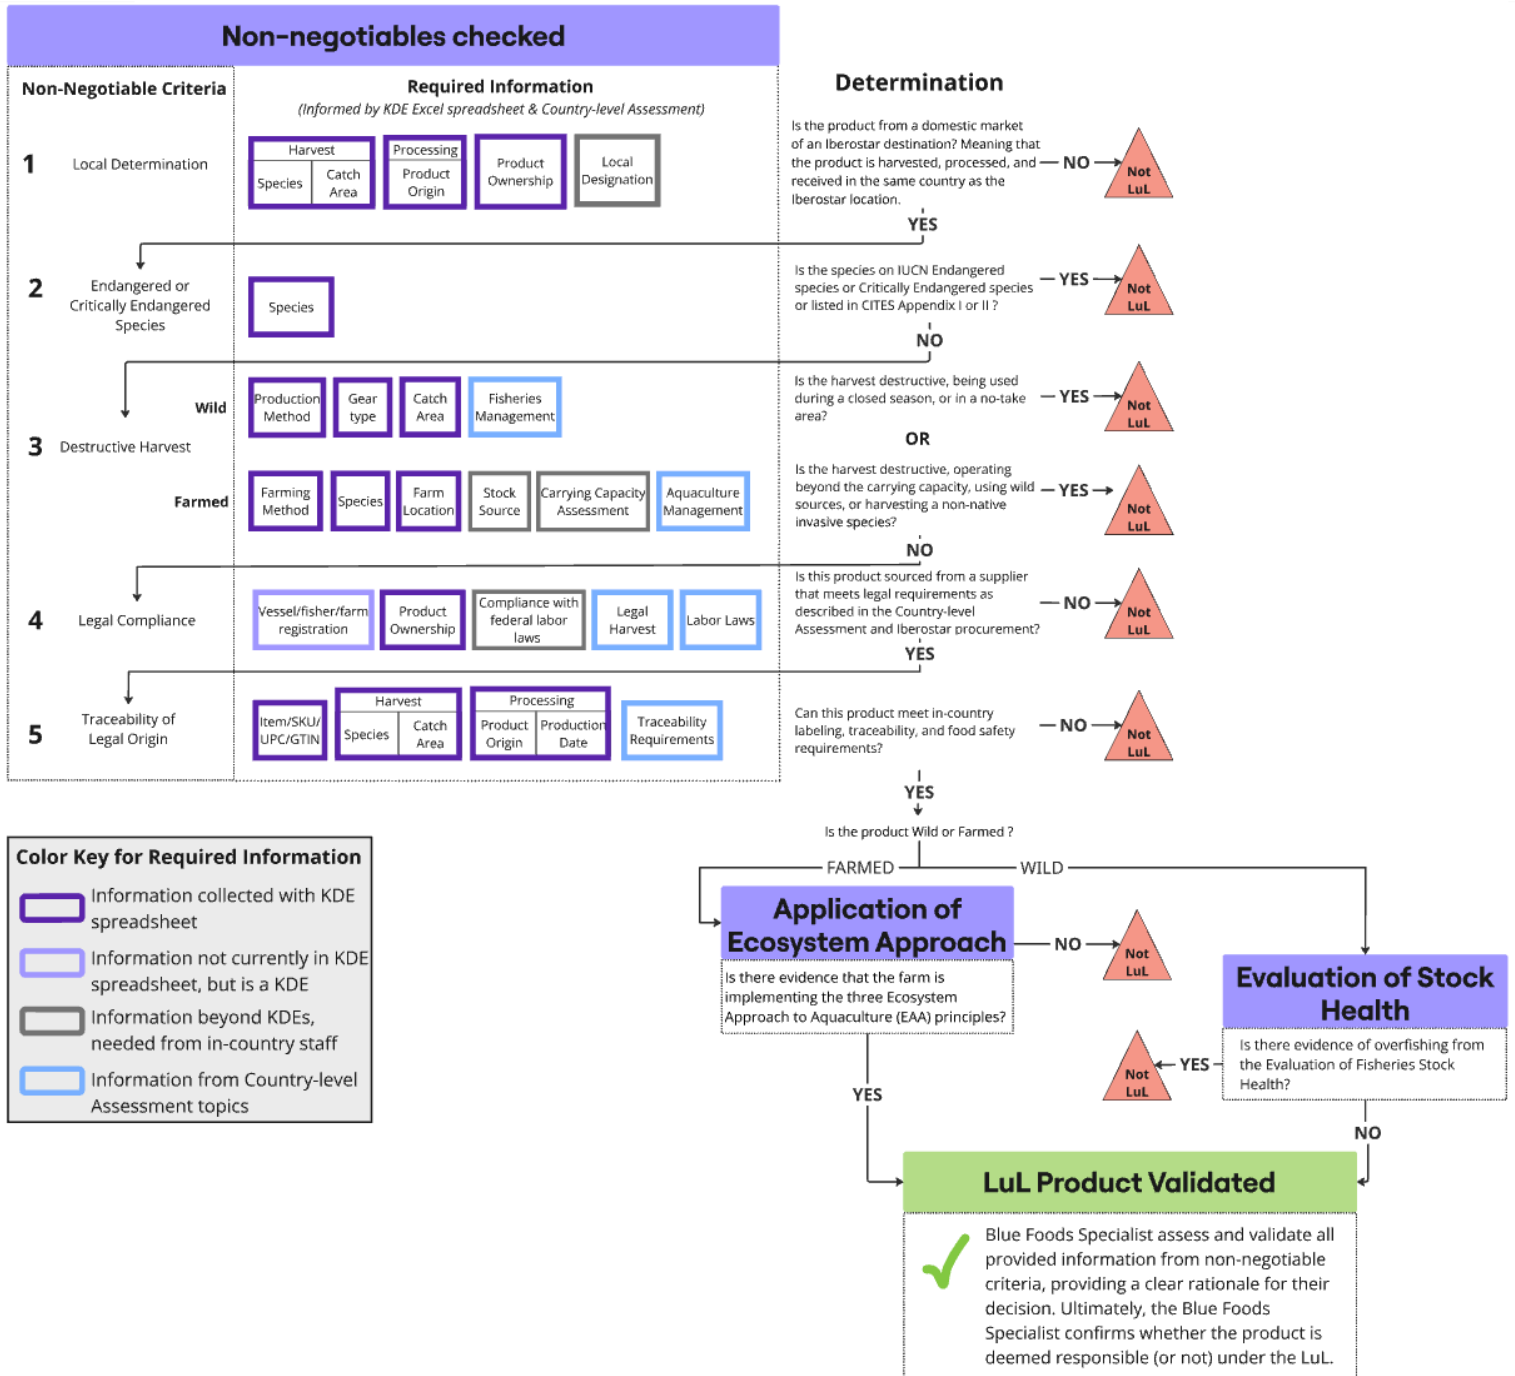 Non-negotiables checked
Non-Negotiable Criteria
Required Information
(Informed by KDE Excel spreadsheet & Country-level Assessment)
Determination
1
Local Determination
Harvest
Species
Catch
Area
Processing
Product
Origin
Product
Ownership
Local
Designation
Is the product from a domestic market
of an Iberostar destination? Meaning that
the product is harvested, processed, and
received in the same country as the
Iberostar location.
NO
Not
LuL
YES
2
Endangered or
Critically Endangered
Species
Species
Is the species on IUCN Endangered
species or Critically Endangered species
or listed in CITES Appendix I or II ?
YES
Not
LuL
NO
3
Destructive Harvest
Wild
Production
Method
Gear
type
Catch
Area
Fisheries
Management
Is the harvest destructive, being used
during a closed season, or in a no-take
area?
YES
Not
LuL
OR
Farmed
Farming
Method
Species
Farm
Location
Stock
Source
Carrying Capacity
Assessment
Aquaculture
Management
Is the harvest destructive, operating
beyond the carrying capacity, using wild
sources, or harvesting a non-native
invasive species?
YES
Not
LuL
NO
4
Legal Compliance
Vessel/fisher/farm
registration
Product
Ownership
Compliance with
federal labor
laws
Legal
Harvest
Labor Laws
Is this product sourced from a supplier
that meets legal requirements as
described in the Country-level
Assessment and Iberostar procurement?
NO
Not
LuL
YES
5
Traceability of
Legal Origin
Item/SKU/
UPC/GTIN
Harvest
Species
Catch
Area
Processing
Product
Origin
Production
Date
Traceability
Requirements
Can this product meet in-country
labeling, traceability, and food safety
requirements?
NO
Not
LuL
YES
Is the product Wild or Farmed ?
FARMED
WILD
Color Key for Required Information
Information collected with KDE
spreadsheet
Information not currently in KDE
spreadsheet, but is a KDE
Information beyond KDEs,
needed from in-country staff
Information from Country-level
Assessment topics
Application of
Ecosystem Approach
Is there evidence that the farm is
implementing the three Ecosystem
Approach to Aquaculture (EAA) principles?
NO
Not
LuL
YES
Evaluation of Stock
Health
Is there evidence of overfishing from
the Evaluation of Fisheries Stock
Health?
YES
Not
LuL
NO
LuL Product Validated
Blue Foods Specialist assess and validate all
provided information from non-negotiable
criteria, providing a clear rationale for their
decision. Ultimately, the Blue Foods
Specialist confirms whether the product is
deemed responsible (or not) under the LuL.